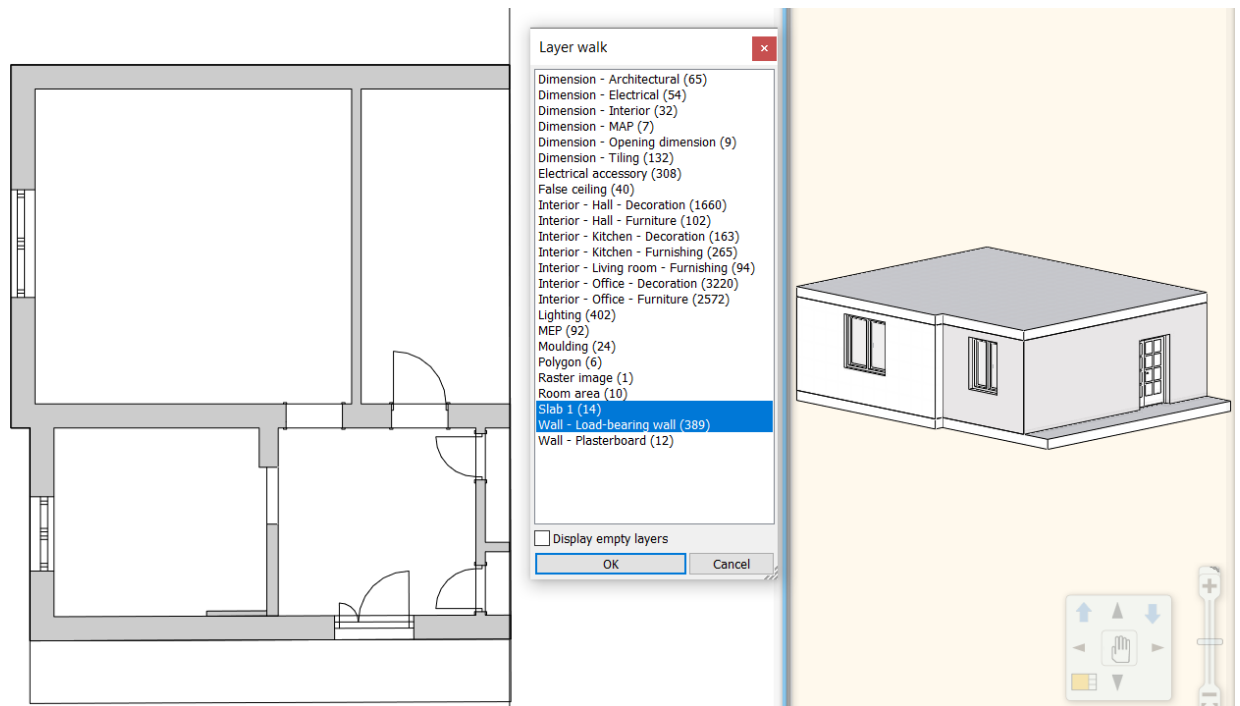 Layer walk
Dimension - Architectural (65)
Dimension - Electrical (54)
Dimension - Interior (32)
Dimension - MAP (7)
Dimension - Opening dimension (9)
Dimension - Tiling (132)
Electrical accessory (308)
False ceiling (40)
Interior - Hall - Decoration (1660)
Interior - Hall - Furniture (102)
Interior - Kitchen - Decoration (163)
Interior - Kitchen - Furnishing (265)
Interior - Living room - Furnishing (94)
Interior - Office - Decoration (3220)
Interior - Office - Furniture (2572)
Lighting (402)
MEP (92)
Moulding (24)
Polygon (6)
Raster image (1)
Room area (10)
Slab 1 (14)
Wall - Load-bearing wall (389)
Wall - Plasterboard (12)
Display empty layers
OK Cancel